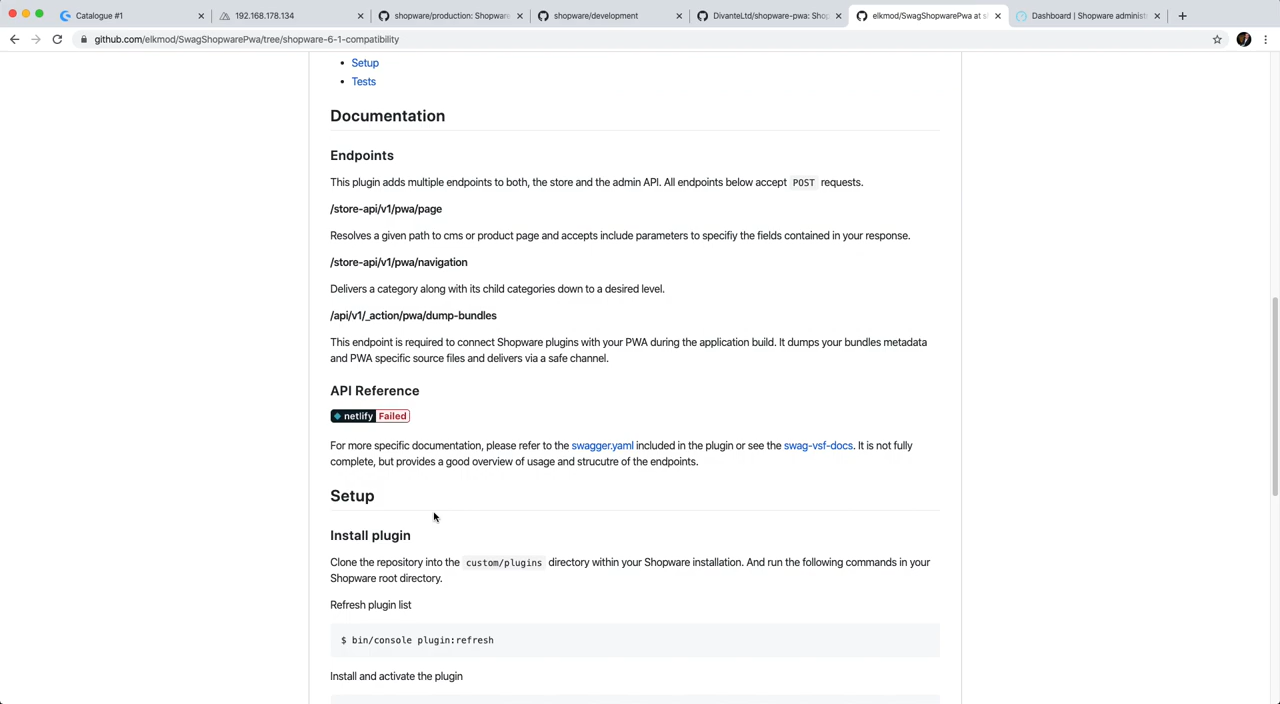 Catalogue #1
192.168.178.134
shopware/production: Shopware
shopware/development
DivanteLtd/shopware-pwa: Shop
elkmod/SwagShopwarePwa at s
Dashboard | Shopware administ
github.com/elkmod/SwagShopwarePwa/tree/shopware-6-1-compatibility
• Setup
• Tests
Documentation
Endpoints
This plugin adds multiple endpoints to both, the store and the admin API. All endpoints below accept POST requests.
/store-api/v1/pwa/page
Resolves a given path to cms or product page and accepts include parameters to specifiy the fields contained in your response.
/store-api/v1/pwa/navigation
Delivers a category along with its child categories down to a desired level.
/api/v1/_action/pwa/dump-bundles
This endpoint is required to connect Shopware plugins with your PWA during the application build. It dumps your bundles metadata
and PWA specific source files and delivers via a safe channel.
API Reference
netlify Failed
For more specific documentation, please refer to the swagger.yaml included in the plugin or see the swag-vsf-docs. It is not fully
complete, but provides a good overview of usage and strucutre of the endpoints.
Setup
Install plugin
Clone the repository into the custom/plugins directory within your Shopware installation. And run the following commands in your
Shopware root directory.
Refresh plugin list
$ bin/console plugin:refresh
Install and activate the plugin